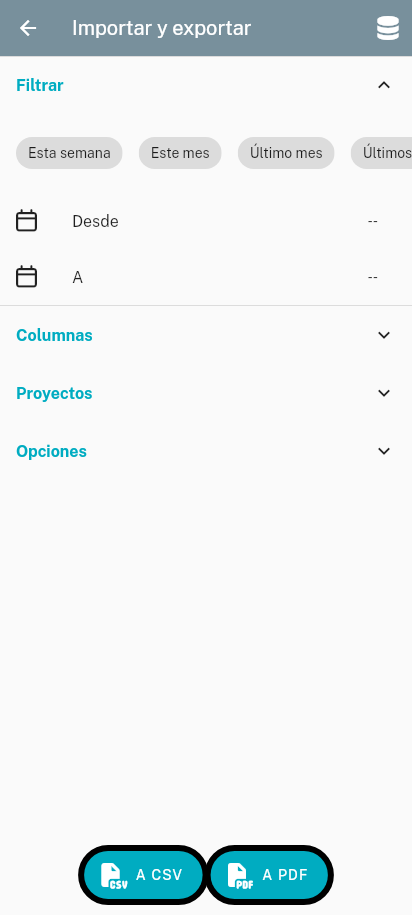 Importar y exportar
Filtrar
Esta semana Este mes Último mes Últimos
Desde --
A --
Columnas
Proyectos
Opciones
CSV A CSV PDF A PDF